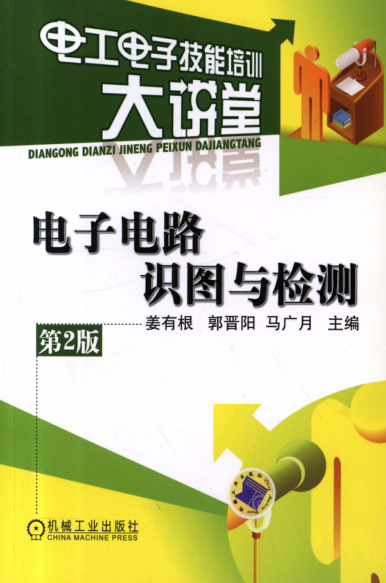 电工电子技能培训
大讲堂
DIANGONG DIANZI JINENG PEIXUN DAJIANGTANG
电子电路
识图与检测
姜有根 郭晋阳 马广月 主编
第2版
机械工业出版社
CHINA MACHINE PRESS